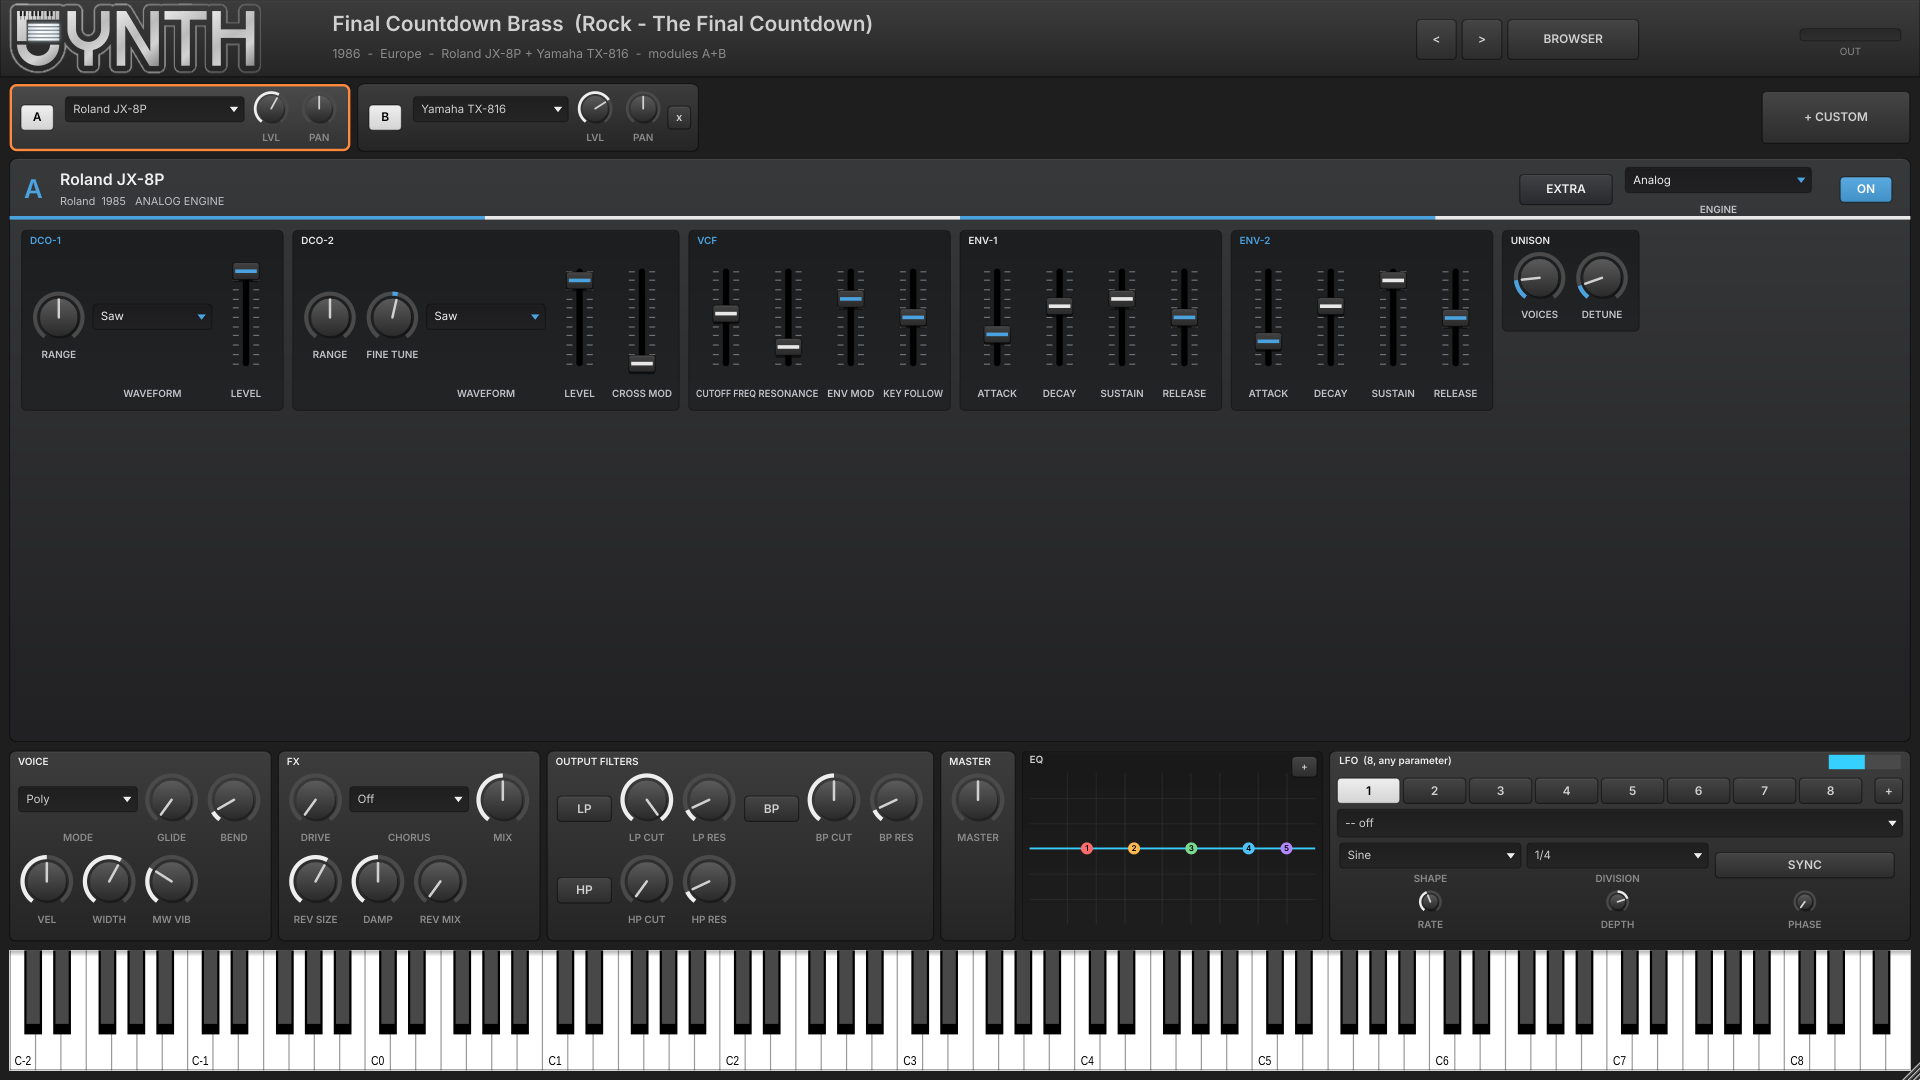 SYNTH
Final Countdown Brass (Rock - The Final Countdown)
1986 - Europe - Roland JX-8P + Yamaha TX-816 - modules A+B
< > BROWSER
OUT
A Roland JX-8P LVL PAN
B Yamaha TX-816 LVL PAN x
+ CUSTOM
A Roland JX-8P
Roland 1985 ANALOG ENGINE
EXTRA Analog ON
ENGINE
DCO-1 DCO-2 VCF ENV-1 ENV-2 UNISON
Saw Saw
VOICES DETUNE
RANGE RANGE FINE TUNE
WAVEFORM LEVEL WAVEFORM LEVEL CROSS MOD CUTOFF FREQ RESONANCE ENV MOD KEY FOLLOW ATTACK DECAY SUSTAIN RELEASE ATTACK DECAY SUSTAIN RELEASE
VOICE
Poly
MODE GLIDE BEND
VEL WIDTH MW VIB
FX
Off
DRIVE CHORUS MIX
REV SIZE DAMP REV MIX
OUTPUT FILTERS
LP BP
LP CUT LP RES BP CUT BP RES
HP
HP CUT HP RES
MASTER
MASTER
EQ +
1 2 3 4 5
LFO (8, any parameter)
1 2 3 4 5 6 7 8 +
-- off
Sine 1/4 SYNC
SHAPE DIVISION
RATE DEPTH PHASE
C-2 C-1 C0 C1 C2 C3 C4 C5 C6 C7 C8